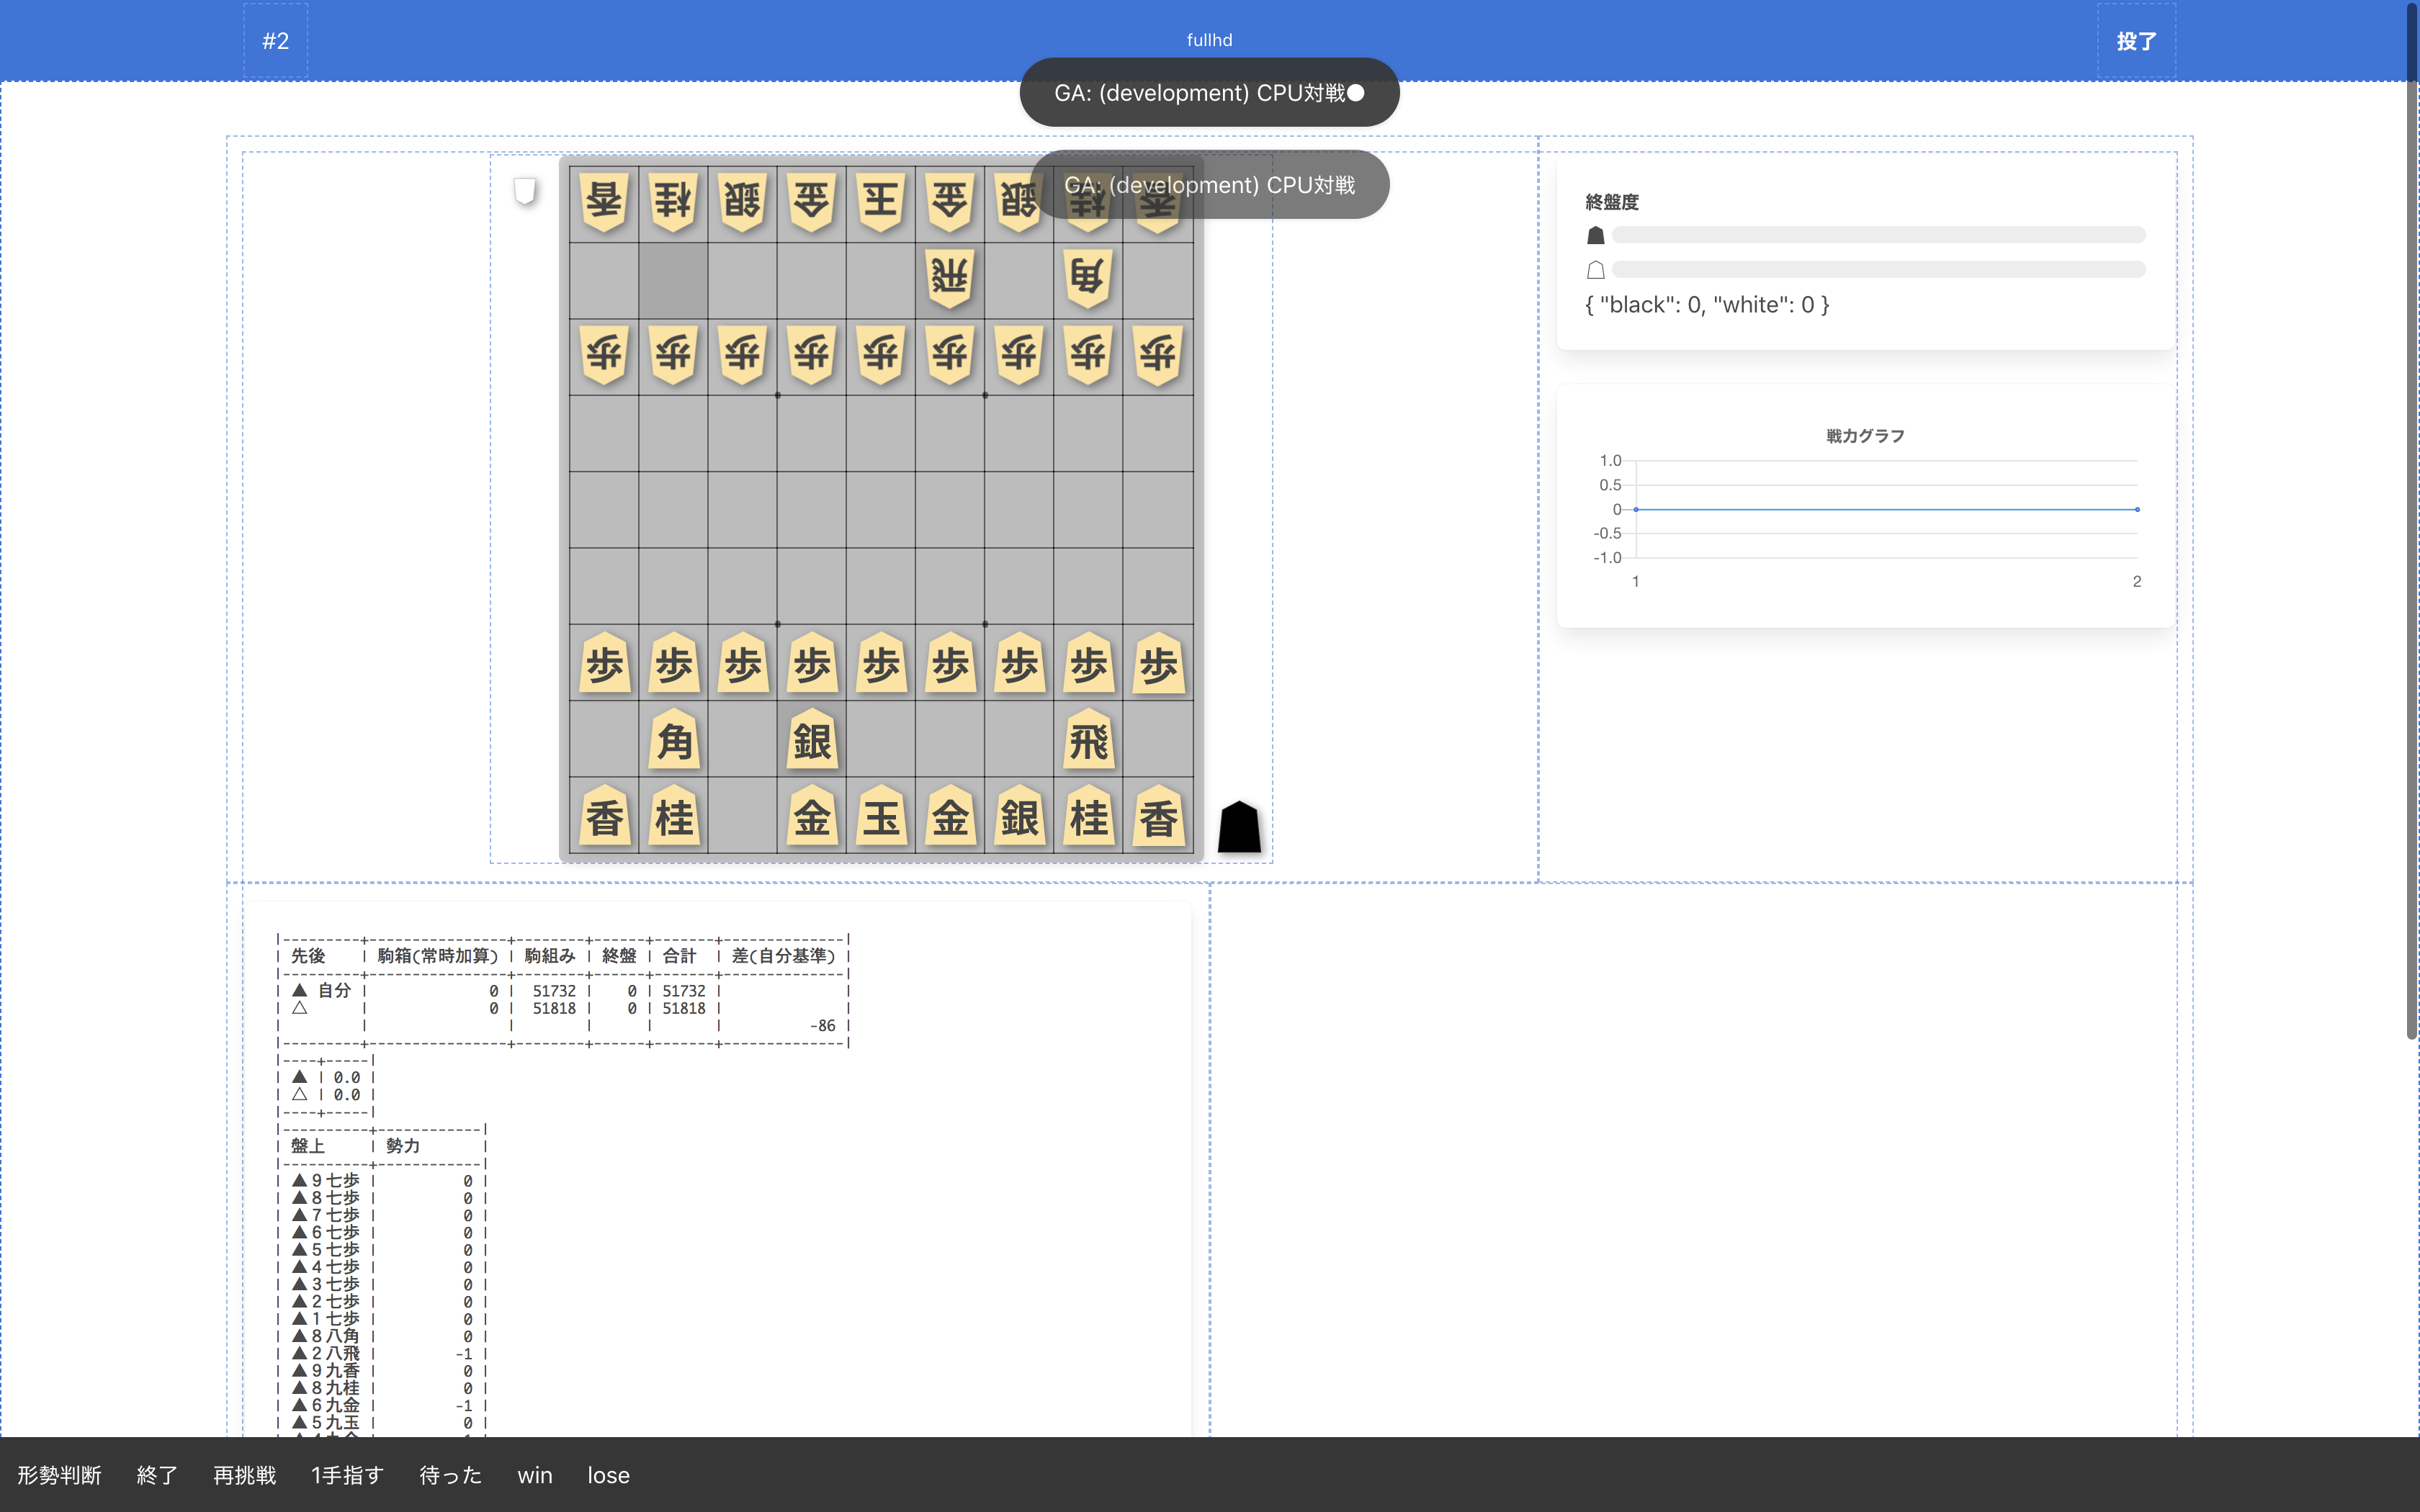 #2
fullhd
投了
GA: (development) CPU対戦●
GA: (development) CPU対戦
香 桂 銀 金 玉 金 銀 桂 香
飛 角
歩 歩 歩 歩 歩 歩 歩 歩 歩
歩 歩 歩 歩 歩 歩 歩 歩 歩
角 銀 飛
香 桂 金 玉 金 銀 桂 香
終盤度
{ "black": 0, "white": 0 }
戦力グラフ
1.0
0.5
0
-0.5
-1.0
1 2
|---------+----------------+--------+------+-------+--------------|
| 先後 | 駒箱(常時加算) | 駒組み | 終盤 | 合計 | 差(自分基準) |
|---------+----------------+--------+------+-------+--------------|
| ▲ 自分 | 0 | 51732 | 0 | 51732 | |
| △ | 0 | 51818 | 0 | 51818 | |
| | | | | | -86 |
|---------+----------------+--------+------+-------+--------------|
|----+-----|
| ▲ | 0.0 |
| △ | 0.0 |
|----+-----|
|----------+------------|
| 盤上 | 勢力 |
|----------+------------|
| ▲9七歩 | 0 |
| ▲8七歩 | 0 |
| ▲7七歩 | 0 |
| ▲6七歩 | 0 |
| ▲5七歩 | 0 |
| ▲4七歩 | 0 |
| ▲3七歩 | 0 |
| ▲2七歩 | 0 |
| ▲1七歩 | 0 |
| ▲8八角 | 0 |
| ▲2八飛 | -1 |
| ▲9九香 | 0 |
| ▲8九桂 | 0 |
| ▲6九金 | -1 |
| ▲5九玉 | 0 |
形勢判断 終了 再挑戦 1手指す 待った win lose